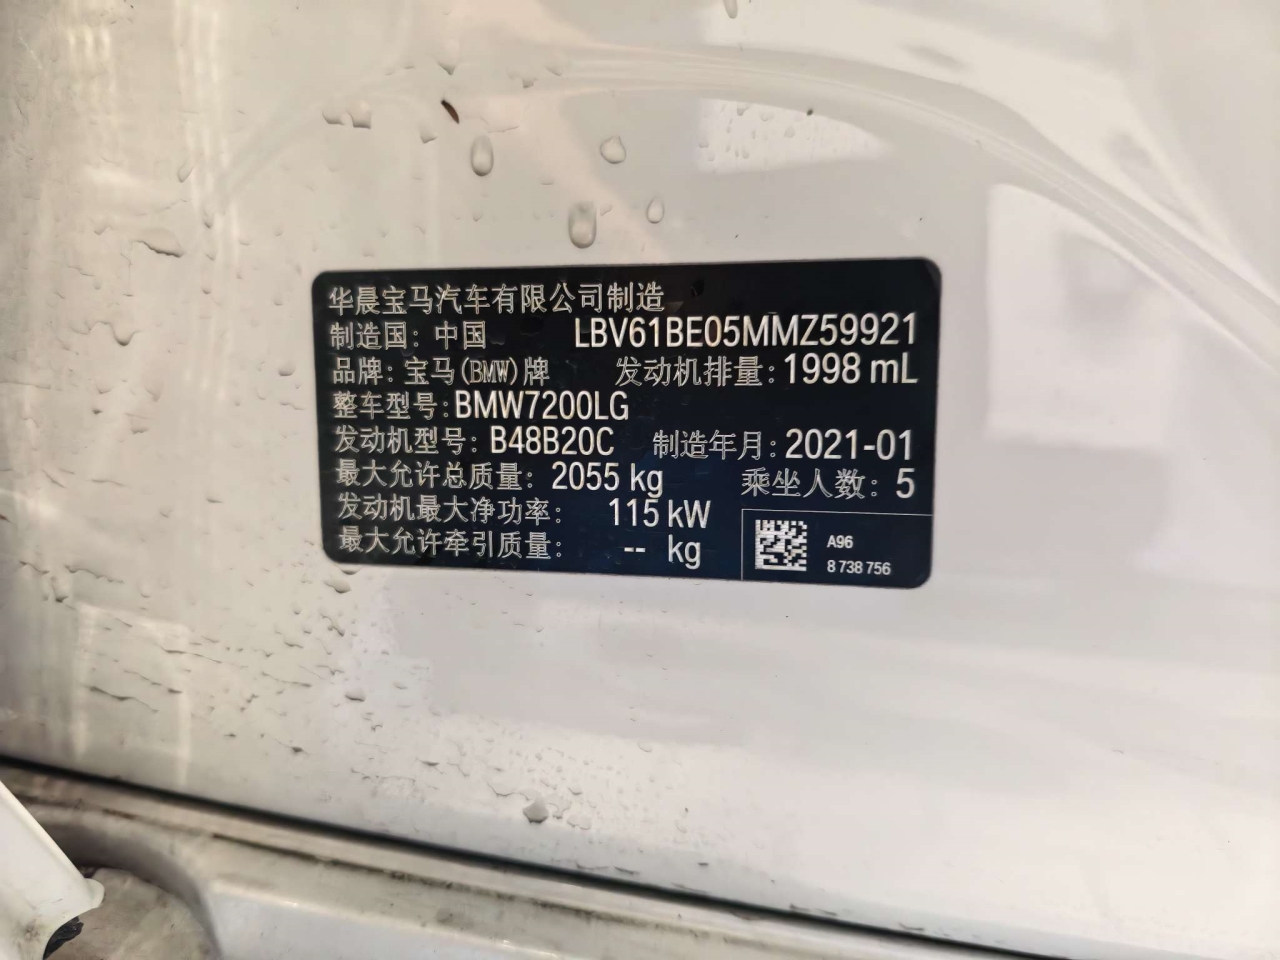 华晨宝马汽车有限公司制造
制造国：中国 LBV61BE05MMZ59921
品牌：宝马(BMW)牌 发动机排量：1998 mL
整车型号：BMW7200LG
发动机型号：B48B20C 制造年月：2021-01
最大允许总质量：2055 kg 乘坐人数：5
发动机最大净功率：115 kW
最大允许牵引质量：-- kg
A96
8 738 756